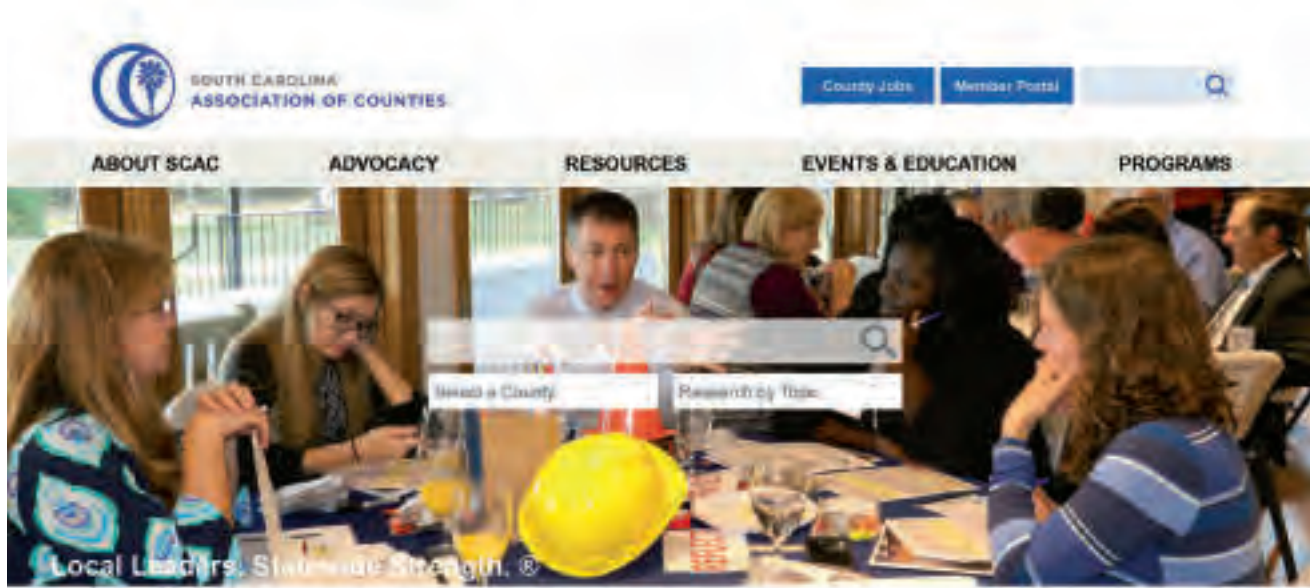 SOUTH CAROLINA
ASSOCIATION OF COUNTIES
County Jobs
Member Portal
ABOUT SCAC
ADVOCACY
RESOURCES
EVENTS & EDUCATION
PROGRAMS
Select a County
Research by Topic
Local Leaders. Statewide Strength. ®